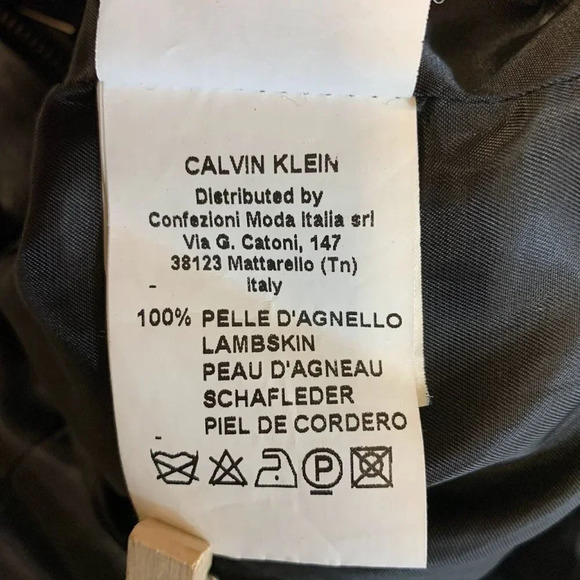 CALVIN KLEIN
Distributed by
Confezioni Moda Italia srl
Via G. Catoni, 147
38123 Mattarello (Tn)
Italy
100% PELLE D'AGNELLO
LAMBSKIN
PEAU D'AGNEAU
SCHAFLEDER
PIEL DE CORDERO
P